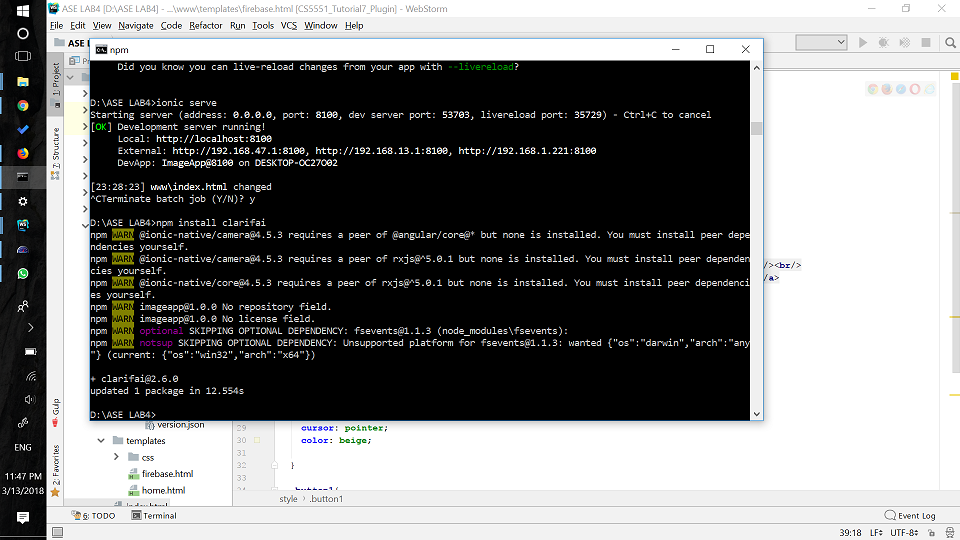 ASE LAB4 [D:\ASE LAB4] - ...\www\templates\firebase.html [CS5551_Tutorial7_Plugin] - WebStorm
File Edit View Navigate Code Refactor Run Tools VCS Window Help
ASE
npm
Did you know you can live-reload changes from your app with --livereload?
D:\ASE LAB4>ionic serve
Starting server (address: 0.0.0.0, port: 8100, dev server port: 53703, livereload port: 35729) - Ctrl+C to cancel
[OK] Development server running!
Local: http://localhost:8100
External: http://192.168.47.1:8100, http://192.168.13.1:8100, http://192.168.1.221:8100
DevApp: ImageApp@8100 on DESKTOP-OC27O02
[23:28:23] www\index.html changed
^CTerminate batch job (Y/N)? y
D:\ASE LAB4>npm install clarifai
npm WARN @ionic-native/camera@4.5.3 requires a peer of @angular/core@* but none is installed. You must install peer depe
ndencies yourself.
npm WARN @ionic-native/camera@4.5.3 requires a peer of rxjs@^5.0.1 but none is installed. You must install peer dependen
cies yourself.
npm WARN @ionic-native/core@4.5.3 requires a peer of rxjs@^5.0.1 but none is installed. You must install peer dependenci
es yourself.
npm WARN imageapp@1.0.0 No repository field.
npm WARN imageapp@1.0.0 No license field.
npm WARN optional SKIPPING OPTIONAL DEPENDENCY: fsevents@1.1.3 (node_modules\fsevents):
npm WARN notsup SKIPPING OPTIONAL DEPENDENCY: Unsupported platform for fsevents@1.1.3: wanted {"os":"darwin","arch":"any
"} (current: {"os":"win32","arch":"x64"})
+ clarifai@2.6.0
updated 1 package in 12.554s
D:\ASE LAB4>
1: Project
7: Structure
Gulp
2: Favorites
/><br/>
/a>
version.json
templates
css
firebase.html
home.html
29 cursor: pointer;
30 color: beige;
31
32 }
33
style › .button1
6: TODO
Terminal
Event Log
39:18 LF÷ UTF-8÷
ENG
11:47 PM
3/13/2018